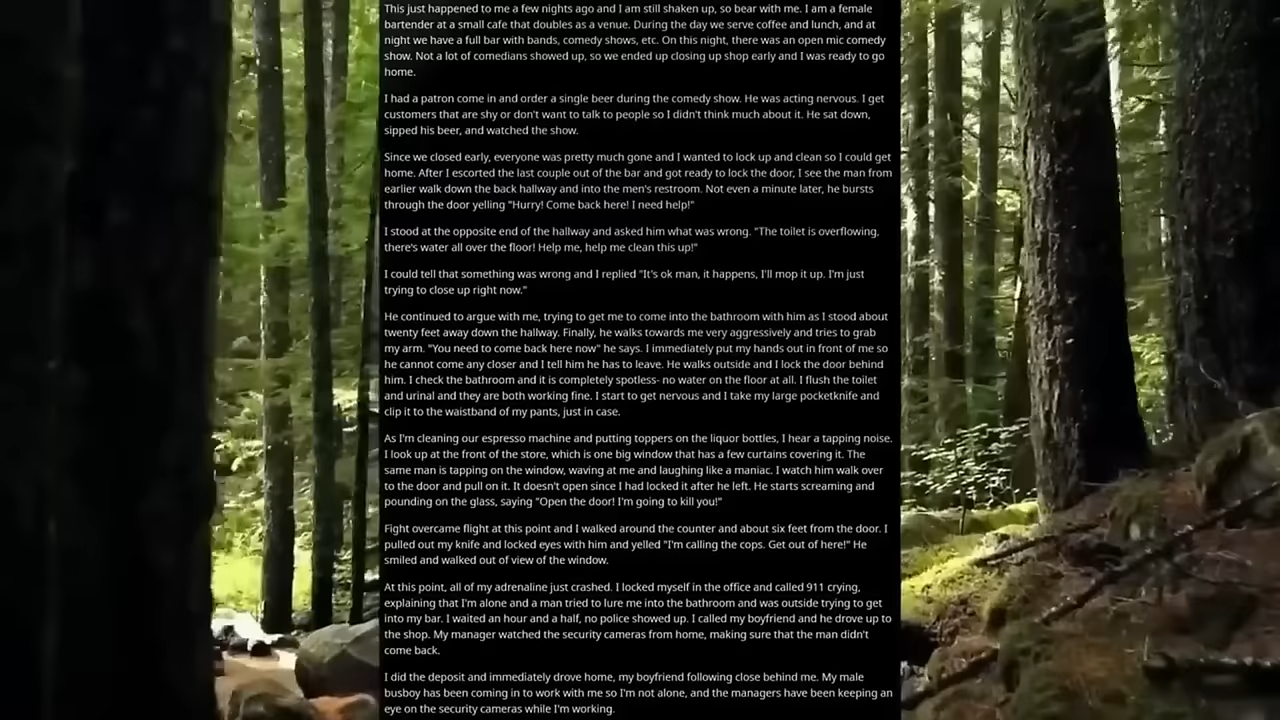 This just happened to me a few nights ago and I am still shaken up, so bear with me. I am a female
bartender at a small cafe that doubles as a venue. During the day we serve coffee and lunch, and at
night we have a full bar with bands, comedy shows, etc. On this night, there was an open mic comedy
show. Not a lot of comedians showed up, so we ended up closing up shop early and I was ready to go
home.
I had a patron come in and order a single beer during the comedy show. He was acting nervous. I get
customers that are shy or don't want to talk to people so I didn't think much about it. He sat down,
sipped his beer, and watched the show.
Since we closed early, everyone was pretty much gone and I wanted to lock up and clean so I could get
home. After I escorted the last couple out of the bar and got ready to lock the door, I see the man from
earlier walk down the back hallway and into the men's restroom. Not even a minute later, he bursts
through the door yelling "Hurry! Come back here! I need help!"
I stood at the opposite end of the hallway and asked him what was wrong. "The toilet is overflowing,
there's water all over the floor! Help me, help me clean this up!"
I could tell that something was wrong and I replied "It's ok man, it happens, I'll mop it up. I'm just
trying to close up right now."
He continued to argue with me, trying to get me to come into the bathroom with him as I stood about
twenty feet away down the hallway. Finally, he walks towards me very aggressively and tries to grab
my arm. "You need to come back here now" he says. I immediately put my hands out in front of me so
he cannot come any closer and I tell him he has to leave. He walks outside and I lock the door behind
him. I check the bathroom and it is completely spotless- no water on the floor at all. I flush the toilet
and urinal and they are both working fine. I start to get nervous and I take my large pocketknife and
clip it to the waistband of my pants, just in case.
As I'm cleaning our espresso machine and putting toppers on the liquor bottles, I hear a tapping noise.
I look up at the front of the store, which is one big window that has a few curtains covering it. The
same man is tapping on the window, waving at me and laughing like a maniac. I watch him walk over
to the door and pull on it. It doesn't open since I had locked it after he left. He starts screaming and
pounding on the glass, saying "Open the door! I'm going to kill you!"
Fight overcame flight at this point and I walked around the counter and about six feet from the door. I
pulled out my knife and locked eyes with him and yelled "I'm calling the cops. Get out of here!" He
smiled and walked out of view of the window.
At this point, all of my adrenaline just crashed. I locked myself in the office and called 911 crying,
explaining that I'm alone and a man tried to lure me into the bathroom and was outside trying to get
into my bar. I waited an hour and a half, no police showed up. I called my boyfriend and he drove up to
the shop. My manager watched the security cameras from home, making sure that the man didn't
come back.
I did the deposit and immediately drove home, my boyfriend following close behind me. My male
busboy has been coming in to work with me so I'm not alone, and the managers have been keeping an
eye on the security cameras while I'm working.